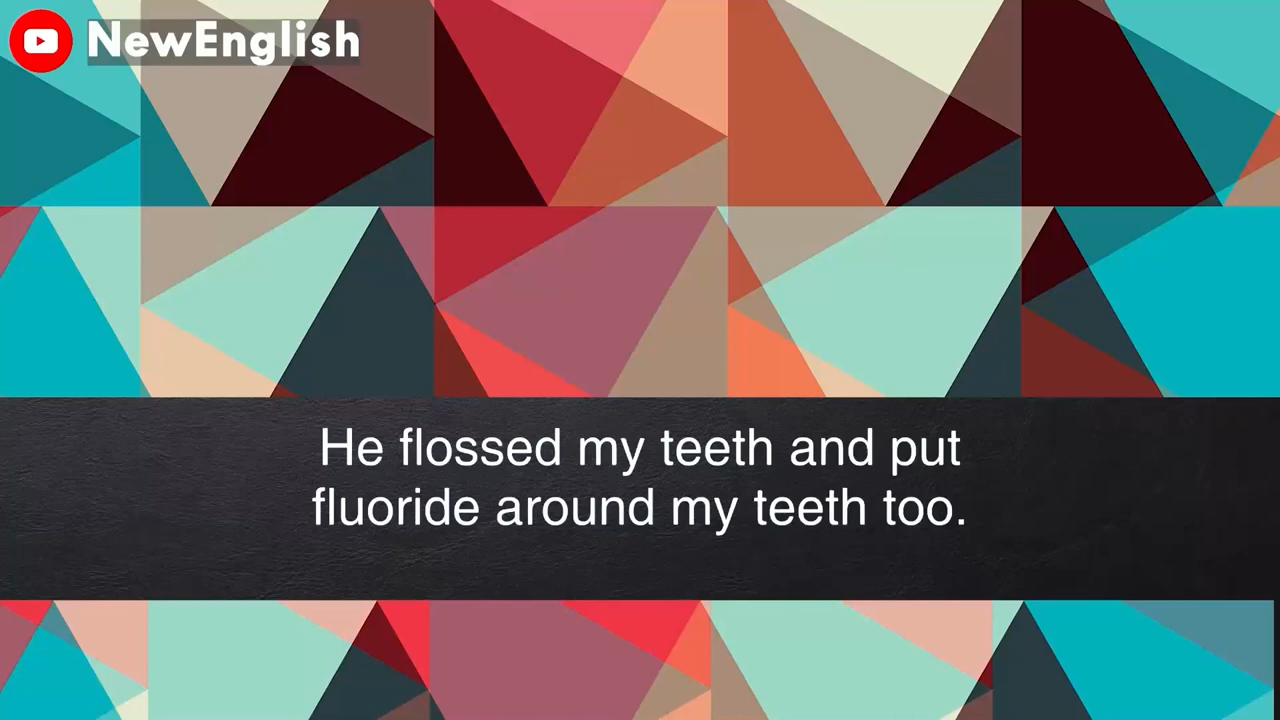 NewEnglish
He flossed my teeth and put
fluoride around my teeth too.